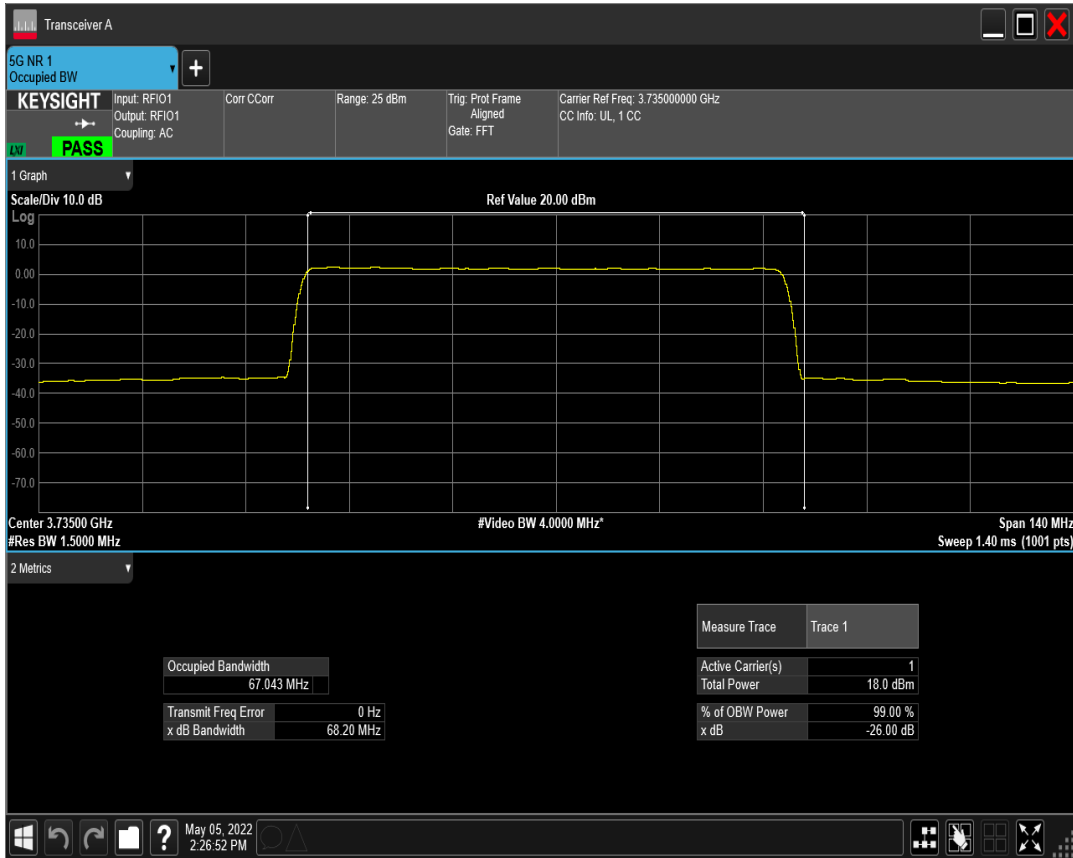 Transceiver A
5G NR 1
Occupied BW
KEYSIGHT
LXI
PASS
Input: RFIO1
Output: RFIO1
Coupling: AC
Corr CCorr
Range: 25 dBm
Trig: Prot Frame
Aligned
Gate: FFT
Carrier Ref Freq: 3.735000000 GHz
CC Info: UL, 1 CC
1 Graph
Scale/Div 10.0 dB
Ref Value 20.00 dBm
Log
10.0
0.00
-10.0
-20.0
-30.0
-40.0
-50.0
-60.0
-70.0
Center 3.73500 GHz
#Video BW 4.0000 MHz*
Span 140 MHz
#Res BW 1.5000 MHz
Sweep 1.40 ms (1001 pts)
2 Metrics
Measure Trace Trace 1
Occupied Bandwidth
67.043 MHz
Active Carrier(s) 1
Total Power 18.0 dBm
Transmit Freq Error 0 Hz
x dB Bandwidth 68.20 MHz
% of OBW Power 99.00 %
x dB -26.00 dB
?
May 05, 2022
2:26:52 PM